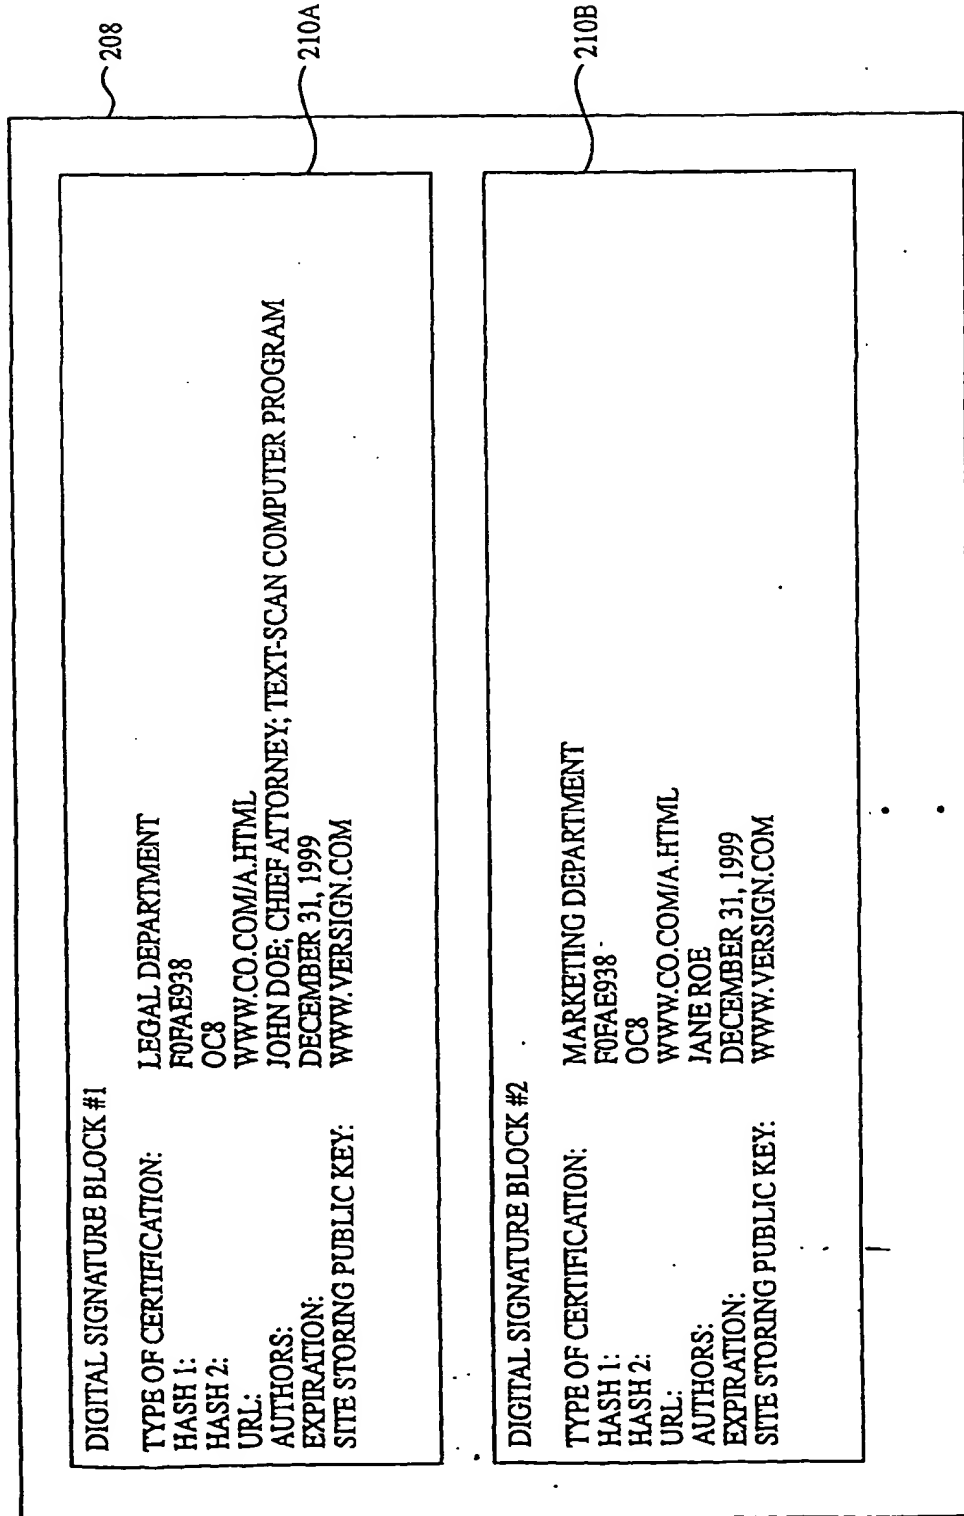 208
DIGITAL SIGNATURE BLOCK #1
210A
TYPE OF CERTIFICATION: LEGAL DEPARTMENT
HASH 1: F0FAE938
HASH 2: OC8
URL: WWW.CO.COM/A.HTML
AUTHORS: JOHN DOE; CHIEF ATTORNEY; TEXT-SCAN COMPUTER PROGRAM
EXPIRATION: DECEMBER 31, 1999
SITE STORING PUBLIC KEY: WWW.VERSIGN.COM
DIGITAL SIGNATURE BLOCK #2
210B
TYPE OF CERTIFICATION: MARKETING DEPARTMENT
HASH 1: F0FAE938
HASH 2: OC8
URL: WWW.CO.COM/A.HTML
AUTHORS: JANE ROE
EXPIRATION: DECEMBER 31, 1999
SITE STORING PUBLIC KEY: WWW.VERSIGN.COM